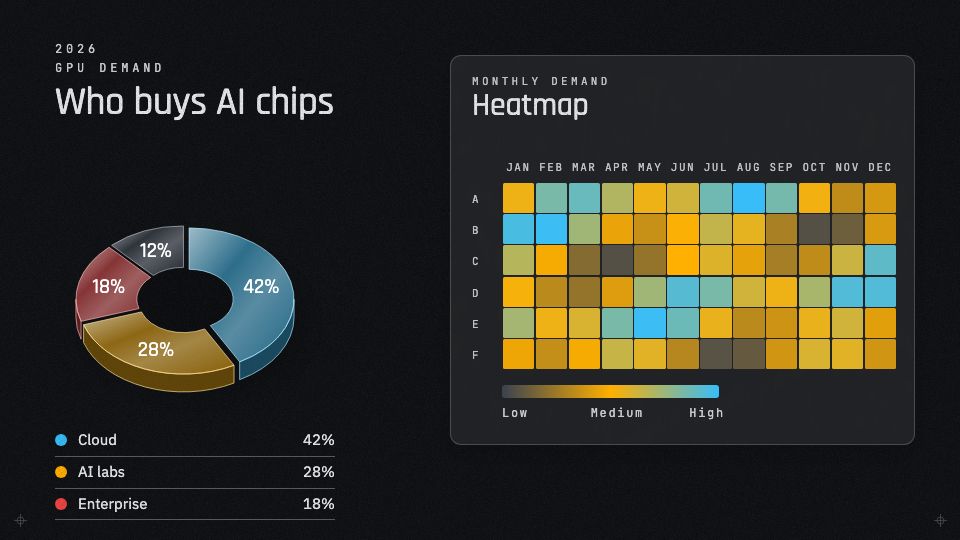 2026
GPU DEMAND
Who buys AI chips
12%
18%
42%
28%
Cloud 42%
AI labs 28%
Enterprise 18%
MONTHLY DEMAND
Heatmap
JAN FEB MAR APR MAY JUN JUL AUG SEP OCT NOV DEC
A
B
C
D
E
F
Low Medium High